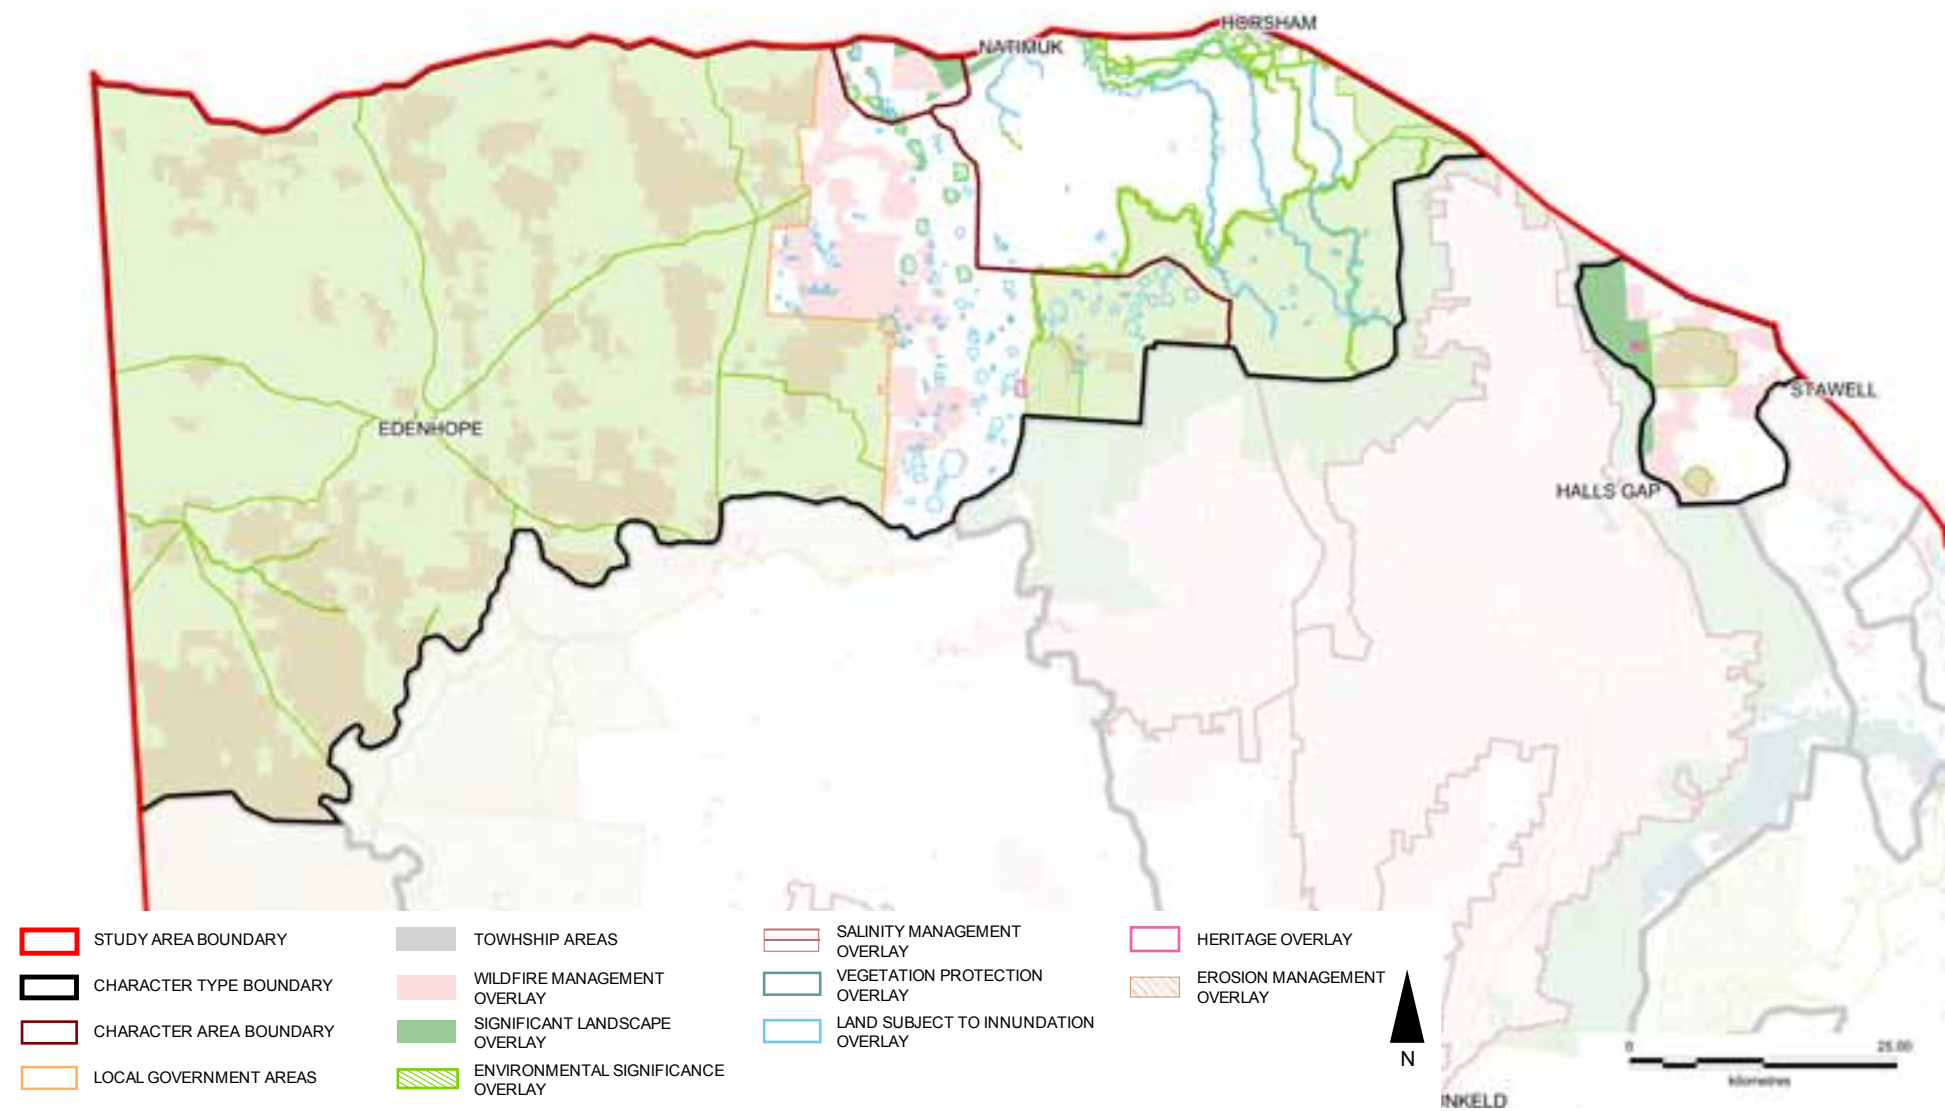 HORSHAM
NATIMUK
STAWELL
EDENHOPE
HALLS GAP
STUDY AREA BOUNDARY
CHARACTER TYPE BOUNDARY
CHARACTER AREA BOUNDARY
LOCAL GOVERNMENT AREAS
TOWHSHIP AREAS
WILDFIRE MANAGEMENT
OVERLAY
SIGNIFICANT LANDSCAPE
OVERLAY
ENVIRONMENTAL SIGNIFICANCE
OVERLAY
SALINITY MANAGEMENT
OVERLAY
VEGETATION PROTECTION
OVERLAY
LAND SUBJECT TO INNUNDATION
OVERLAY
HERITAGE OVERLAY
EROSION MANAGEMENT
OVERLAY
N
0 25.00
kilometres
INKELD